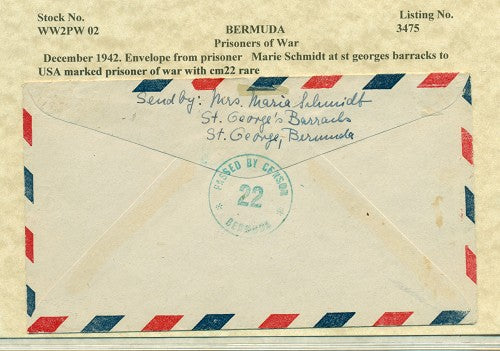 Stock No.
WW2PW 02
BERMUDA
Prisoners of War
Listing No.
3475
December 1942. Envelope from prisoner Marie Schmidt at st georges barracks to
USA marked prisoner of war with cm22 rare
Send by: Mrs. Maria Schmidt
St. George's Barracks
St. George, Bermuda
PASSED BY CENSOR
22
BERMUDA